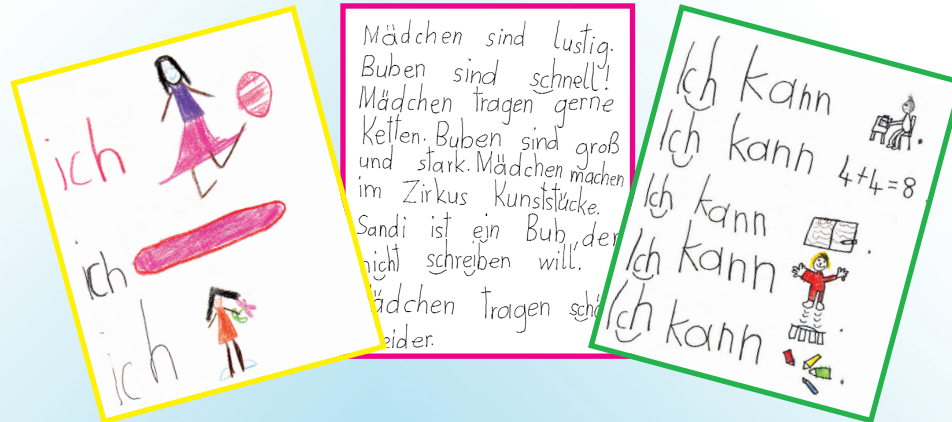 ich
ich
ich
Mädchen sind lustig.
Buben sind schnell!
Mädchen tragen gerne
Ketten. Buben sind groß
und stark. Mädchen machen
im Zirkus Kunststücke.
Sandi ist ein Bub, der
nicht schreiben will.
Mädchen tragen
Ich kann
Ich kann 4+4=8
Ich kann
Ich kann
Ich kann